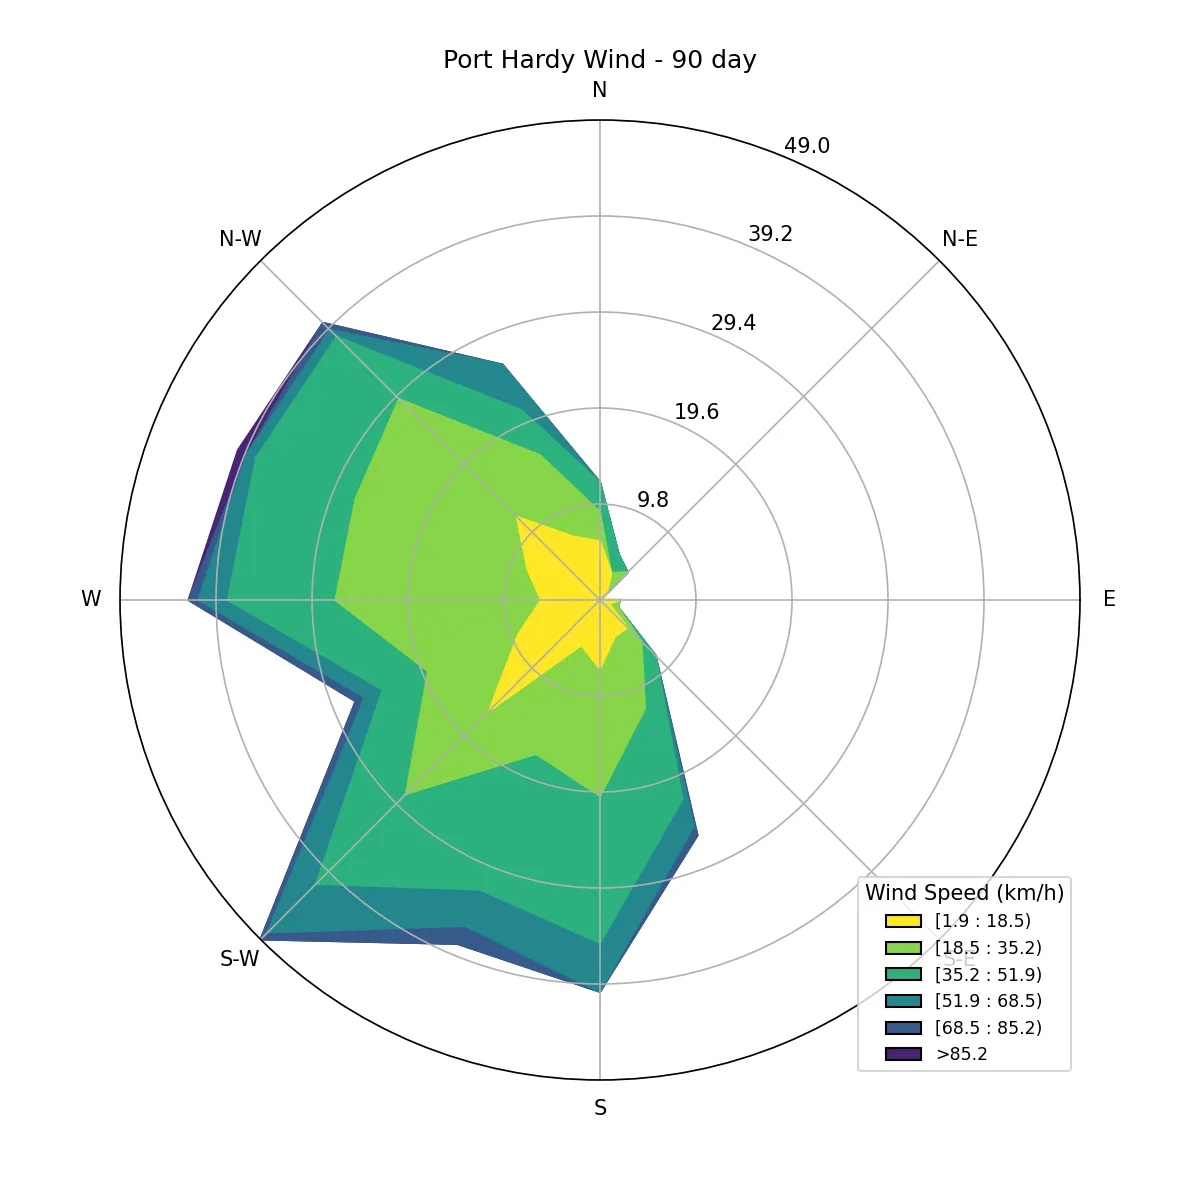 Port Hardy Wind - 90 day
N
49.0
39.2
N-W
N-E
29.4
19.6
9.8
W
E
S-W
S-E
Wind Speed (km/h)
[1.9 : 18.5)
[18.5 : 35.2)
[35.2 : 51.9)
[51.9 : 68.5)
[68.5 : 85.2)
>85.2
S